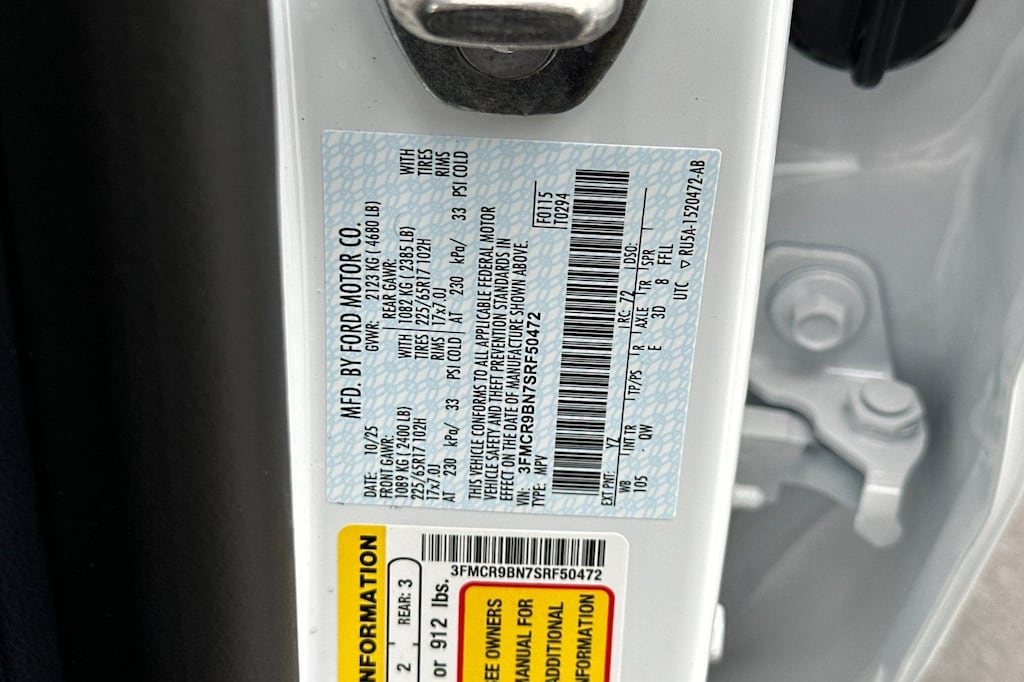 MFD. BY FORD MOTOR CO.
DATE: 10/25 GVWR: 2123 KG ( 4680 LB)
FRONT GAWR: REAR GAWR:
1089 KG ( 2400 LB) WITH 1082 KG ( 2385 LB) WITH
225/65R17 102H TIRES 225/65R17 102H TIRES
17x7.0J RIMS 17x7.0J RIMS
AT 230 kPa/ 33 PSI COLD AT 230 kPa/ 33 PSI COLD
THIS VEHICLE CONFORMS TO ALL APPLICABLE FEDERAL MOTOR
VEHICLE SAFETY AND THEFT PREVENTION STANDARDS IN
EFFECT ON THE DATE OF MANUFACTURE SHOWN ABOVE.
VIN: 3FMCR9BN7SRF50472 F0115
TYPE: MPV T0294
EXT PNT: YZ RC: 72 DSO:
WB INT TR TP/PS R AXLE TR SPR
105 QW E 3D 8 FFLL
UTC ▽ RU5A-1520472-AB
3FMCR9BN7SRF50472
NFORMATION
2 REAR: 3
or 912 lbs.
SEE OWNERS
MANUAL FOR
ADDITIONAL
INFORMATION